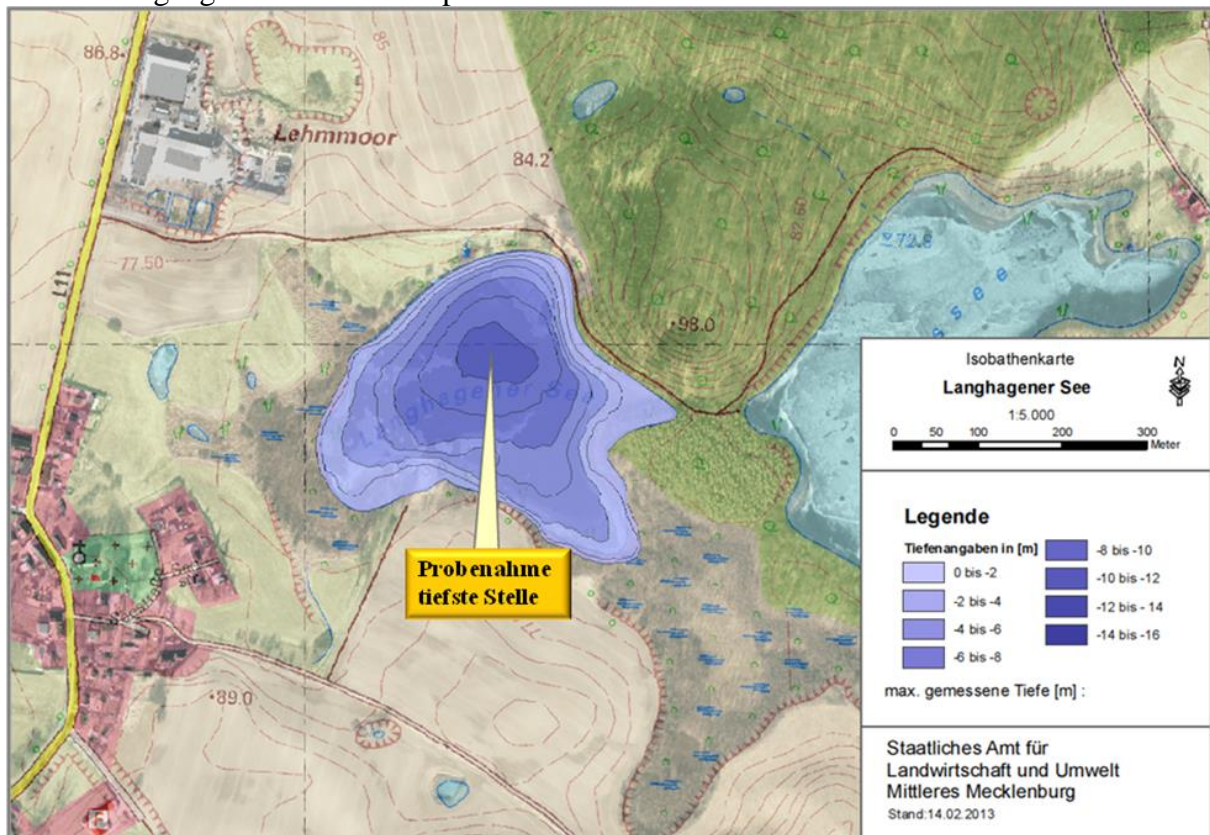 86.8
85
Lehmmoor
84.2
82.60
72.8
L11
77.50
98.0
see
Langhagener See
Probenahme
tiefste Stelle
77
89.0
Isobathenkarte
N
Langhagener See
1:5.000
0 50 100 200 300
Meter
Legende
Tiefenangaben in [m]
0 bis -2
-2 bis -4
-4 bis -6
-6 bis -8
-8 bis -10
-10 bis -12
-12 bis - 14
-14 bis -16
max. gemessene Tiefe [m] :
Staatliches Amt für
Landwirtschaft und Umwelt
Mittleres Mecklenburg
Stand:14.02.2013